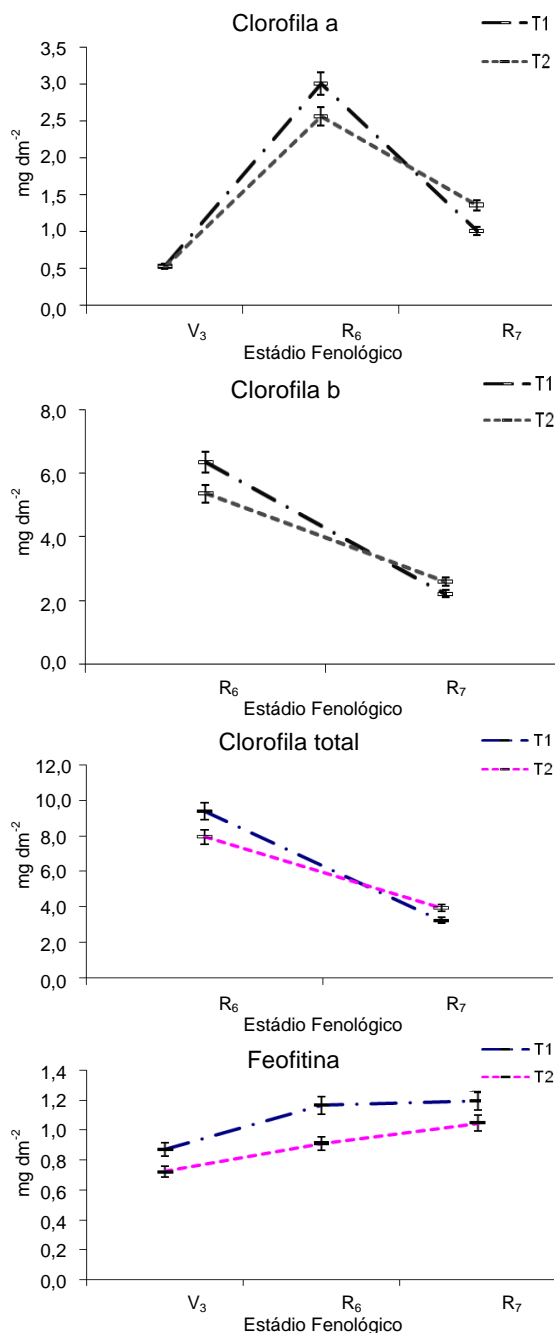 Clorofila a
T1
T2
3,5
3,0
2,5
2,0
1,5
1,0
0,5
0,0
mg dm-2
V3 R6 R7
Estádio Fenológico
Clorofila b
T1
T2
8,0
6,0
4,0
2,0
0,0
mg dm-2
R6 R7
Estádio Fenológico
Clorofila total
T1
T2
12,0
10,0
8,0
6,0
4,0
2,0
0,0
mg dm-2
R6 R7
Estádio Fenológico
Feofitina
T1
T2
1,4
1,2
1,0
0,8
0,6
0,4
0,2
0,0
mg dm-2
V3 R6 R7
Estádio Fenológico